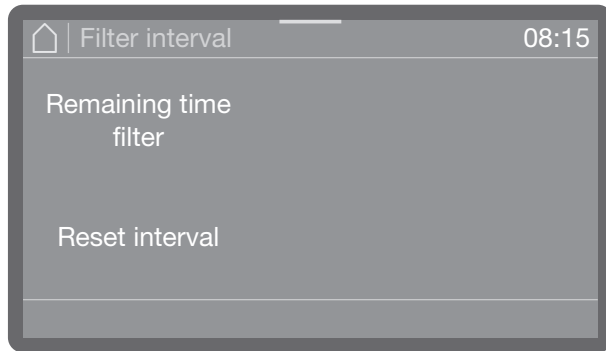 Filter interval 08:15
Remaining time
filter
Reset interval